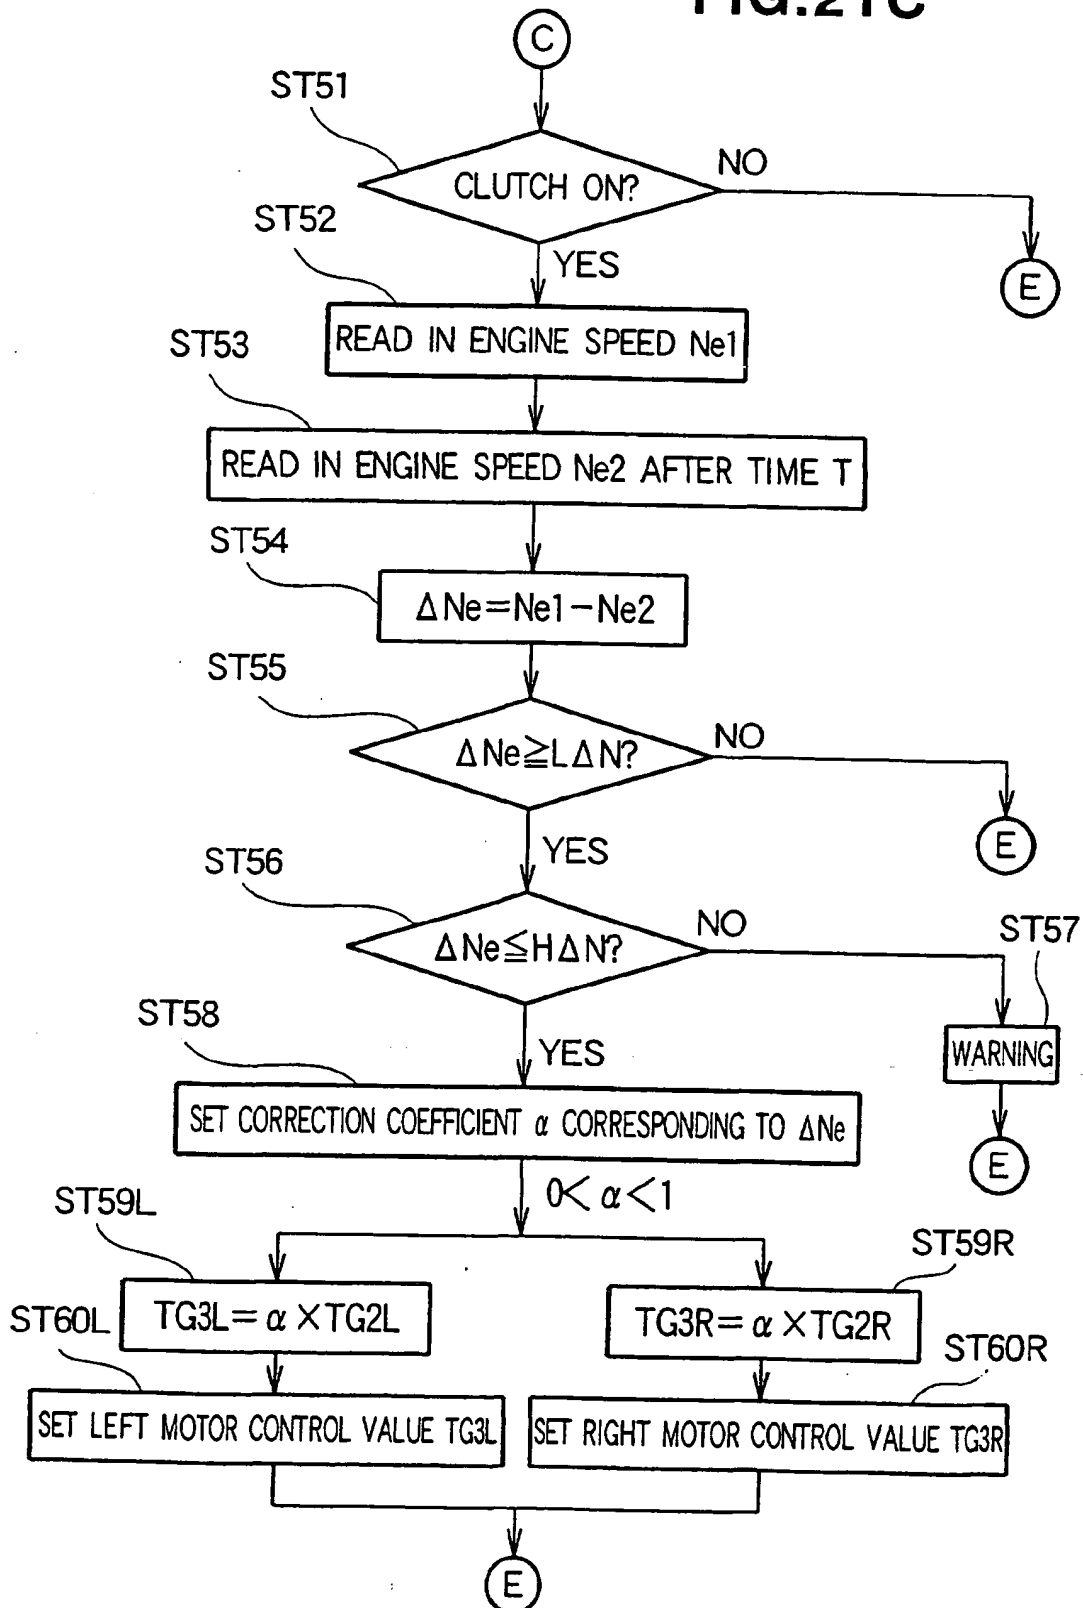 FIG.21C
C
ST51
CLUTCH ON?
NO
E
ST52
YES
READ IN ENGINE SPEED Ne1
ST53
READ IN ENGINE SPEED Ne2 AFTER TIME T
ST54
ΔNe=Ne1-Ne2
ST55
ΔNe≧LΔN?
NO
E
YES
ST56
ΔNe≦HΔN?
NO
ST57
WARNING
E
ST58
YES
SET CORRECTION COEFFICIENT α CORRESPONDING TO ΔNe
0<α<1
ST59L
TG3L=α×TG2L
ST59R
TG3R=α×TG2R
ST60L
SET LEFT MOTOR CONTROL VALUE TG3L
ST60R
SET RIGHT MOTOR CONTROL VALUE TG3R
E